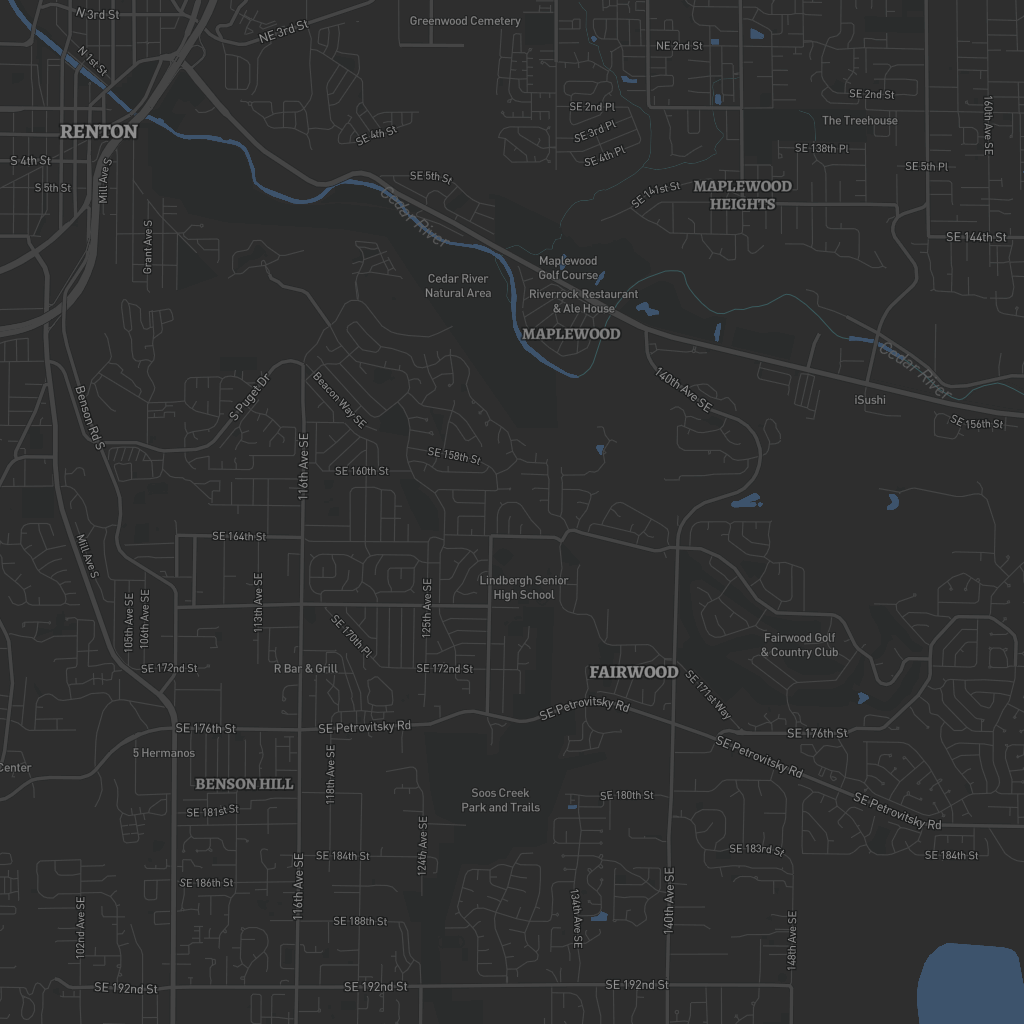 N 3rd St
NE 3rd St
Greenwood Cemetery
NE 2nd St
N 1st St
SE 2nd St
SE 2nd Pl
160th Ave SE
The Treehouse
RENTON
SE 4th St
SE 3rd Pl
SE 138th Pl
S 4th St
SE 4th Pl
SE 5th Pl
Mill Ave S
SE 5th St
S 5th St
SE 141st St
MAPLEWOOD
HEIGHTS
Cedar River
Grant Ave S
SE 144th St
Maplewood
Golf Course
Cedar River
Natural Area
Riverrock Restaurant
& Ale House
MAPLEWOOD
Cedar River
140th Ave SE
S Puget Dr
Beacon Way SE
iSushi
Benson Rd S
SE 156th St
116th Ave SE
SE 158th St
SE 160th St
SE 164th St
Mill Ave S
Lindbergh Senior
High School
113th Ave SE
125th Ave SE
105th Ave SE
106th Ave SE
SE 170th Pl
Fairwood Golf
& Country Club
SE 172nd St
R Bar & Grill
SE 172nd St
FAIRWOOD
SE 171st Way
SE Petrovitsky Rd
SE 176th St
SE Petrovitsky Rd
SE 176th St
5 Hermanos
SE Petrovitsky Rd
Center
118th Ave SE
BENSON HILL
Soos Creek
Park and Trails
SE 180th St
SE Petrovitsky Rd
SE 181st St
124th Ave SE
SE 183rd St
SE 184th St
SE 184th St
SE 186th St
116th Ave SE
140th Ave SE
134th Ave SE
SE 188th St
102nd Ave SE
148th Ave SE
SE 192nd St
SE 192nd St
SE 192nd St